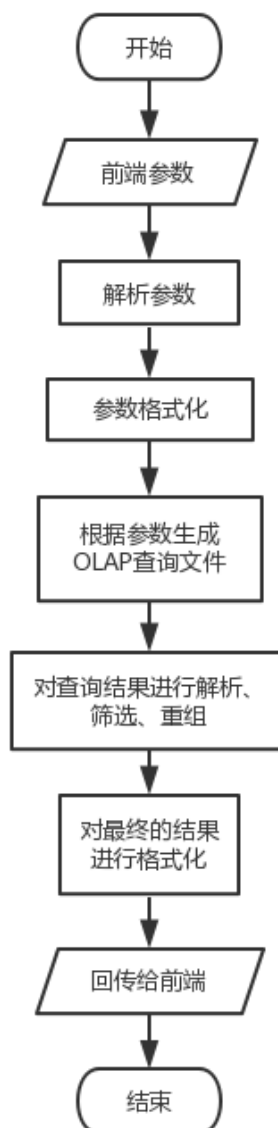 开始
前端参数
解析参数
参数格式化
根据参数生成
OLAP查询文件
对查询结果进行解析、
筛选、重组
对最终的结果
进行格式化
回传给前端
结束